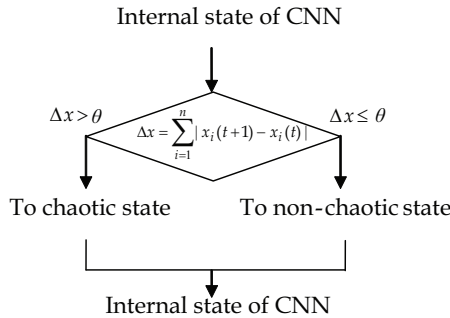 Internal state of CNN
Δx > θ
Δx ≤ θ
Δx = ∑_{i=1}^{n} | x_i(t+1) − x_i(t) |
To chaotic state
To non-chaotic state
Internal state of CNN